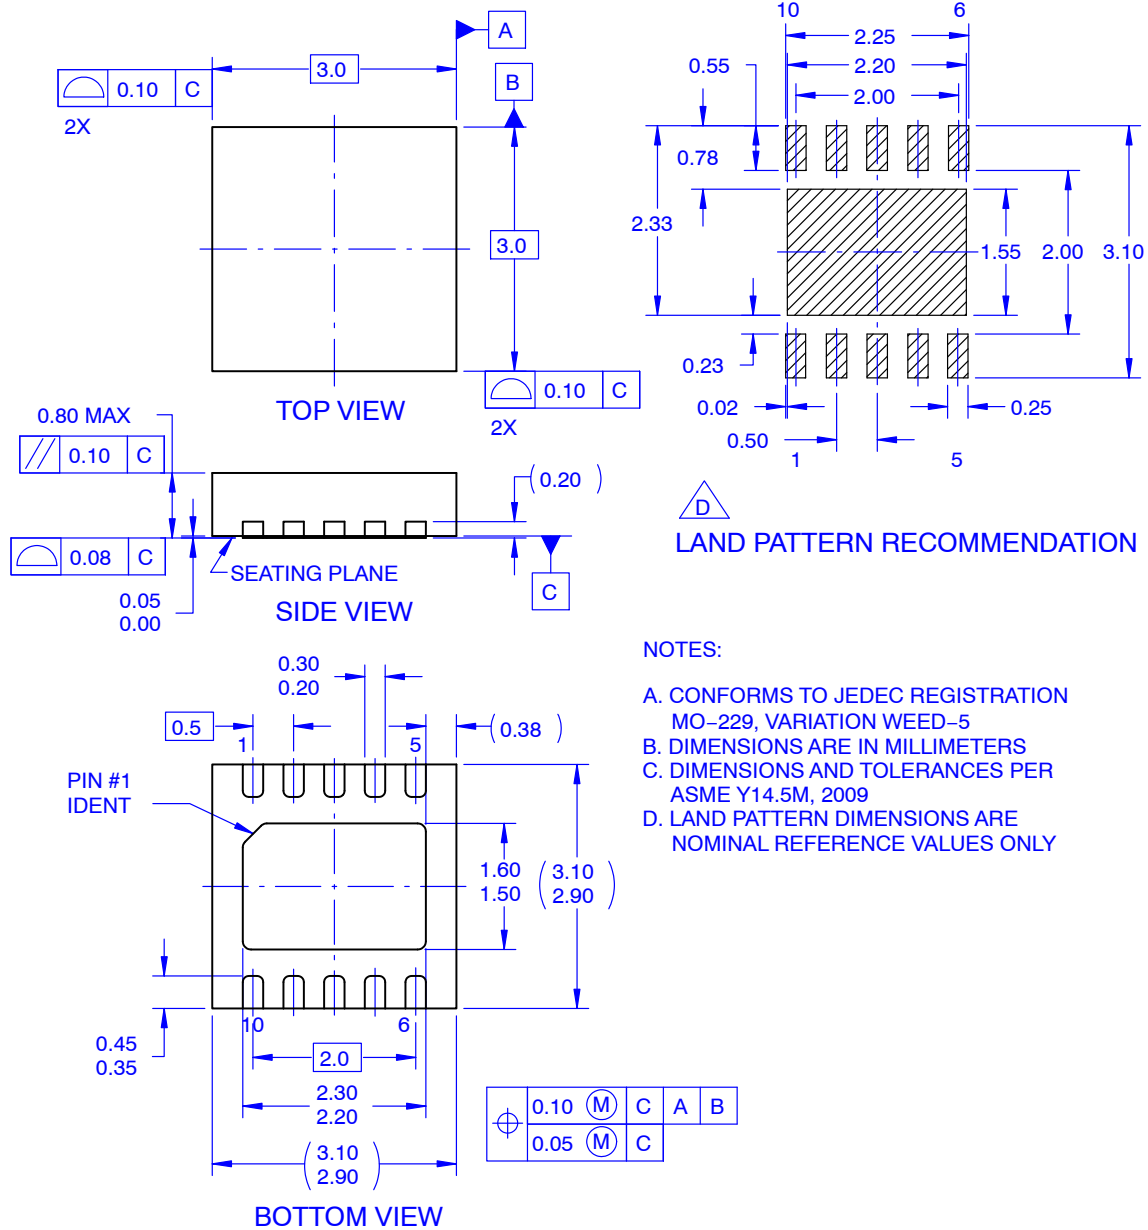 A
3.0
B
0.10 C
2X
3.0
0.10 C
2X
TOP VIEW
10 6
2.25
2.20
2.00
0.55
0.78
2.33
1.55 2.00 3.10
0.23
0.02 0.25
0.50
1 5
D
LAND PATTERN RECOMMENDATION
0.80 MAX
// 0.10 C
(0.20)
0.08 C
SEATING PLANE
C
0.05
0.00
SIDE VIEW
NOTES:
A. CONFORMS TO JEDEC REGISTRATION
MO−229, VARIATION WEED−5
B. DIMENSIONS ARE IN MILLIMETERS
C. DIMENSIONS AND TOLERANCES PER
ASME Y14.5M, 2009
D. LAND PATTERN DIMENSIONS ARE
NOMINAL REFERENCE VALUES ONLY
0.30
0.20
0.5
1 5
(0.38)
PIN #1
IDENT
1.60
1.50
(3.10
2.90)
0.45
0.35
10 6
2.0
2.30
2.20
(3.10
2.90)
0.10 M C A B
0.05 M C
BOTTOM VIEW